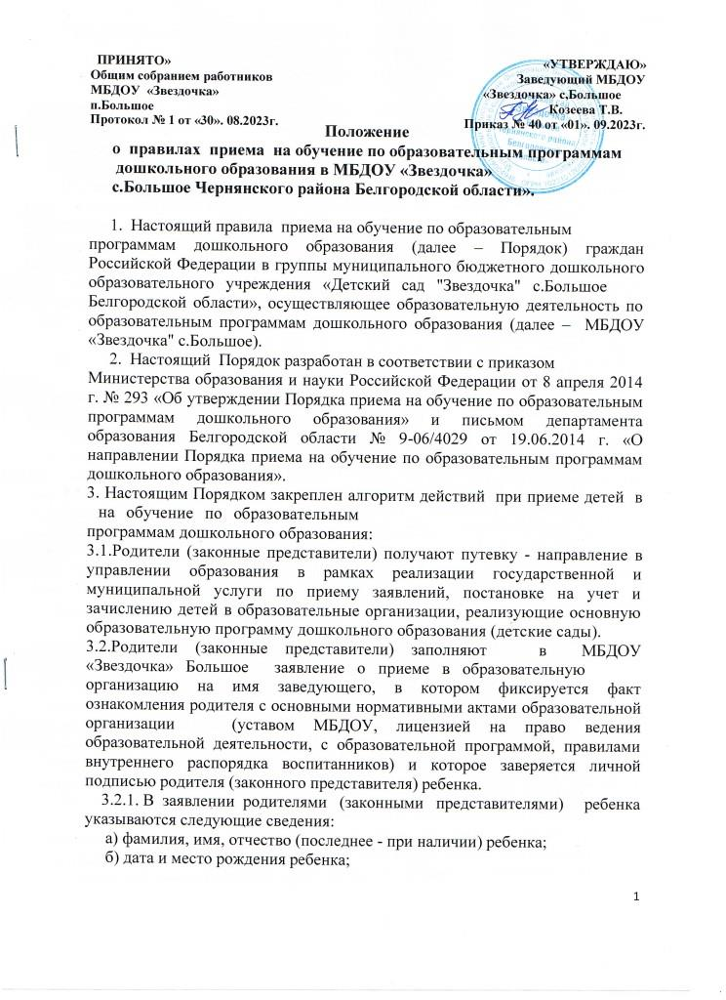 ПРИНЯТО»
Общим собранием работников
МБДОУ «Звездочка»
п.Большое
Протокол № 1 от «30». 08.2023г.
«УТВЕРЖДАЮ»
Заведующий МБДОУ
«Звездочка» с,Большое
Козеева Т.В.
Приказ № 40 от «01». 09.2023г.
Положение
о правилах приема на обучение по образовательным программам
дошкольного образования в МБДОУ «Звездочка»
с.Большое Чернянского района Белгородской области».
1. Настоящий правила приема на обучение по образовательным
программам дошкольного образования (далее – Порядок) граждан
Российской Федерации в группы муниципального бюджетного дошкольного
образовательного учреждения «Детский сад "Звездочка" с.Большое
Белгородской области», осуществляющее образовательную деятельность по
образовательным программам дошкольного образования (далее – МБДОУ
«Звездочка" с.Большое).
2. Настоящий Порядок разработан в соответствии с приказом
Министерства образования и науки Российской Федерации от 8 апреля 2014
г. № 293 «Об утверждении Порядка приема на обучение по образовательным
программам дошкольного образования» и письмом департамента
образования Белгородской области № 9-06/4029 от 19.06.2014 г. «О
направлении Порядка приема на обучение по образовательным программам
дошкольного образования».
3. Настоящим Порядком закреплен алгоритм действий при приеме детей в
на обучение по образовательным
программам дошкольного образования:
3.1.Родители (законные представители) получают путевку - направление в
управлении образования в рамках реализации государственной и
муниципальной услуги по приему заявлений, постановке на учет и
зачислению детей в образовательные организации, реализующие основную
образовательную программу дошкольного образования (детские сады).
3.2.Родители (законные представители) заполняют в МБДОУ
«Звездочка» Большое заявление о приеме в образовательную
организацию на имя заведующего, в котором фиксируется факт
ознакомления родителя с основными нормативными актами образовательной
организации (уставом МБДОУ, лицензией на право ведения
образовательной деятельности, с образовательной программой, правилами
внутреннего распорядка воспитанников) и которое заверяется личной
подписью родителя (законного представителя) ребенка.
3.2.1. В заявлении родителями (законными представителями) ребенка
указываются следующие сведения:
а) фамилия, имя, отчество (последнее - при наличии) ребенка;
б) дата и место рождения ребенка;
1